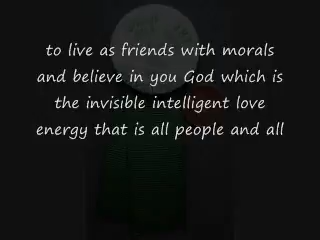 to live as friends with morals
and believe in you God which is
the invisible intelligent love
energy that is all people and all